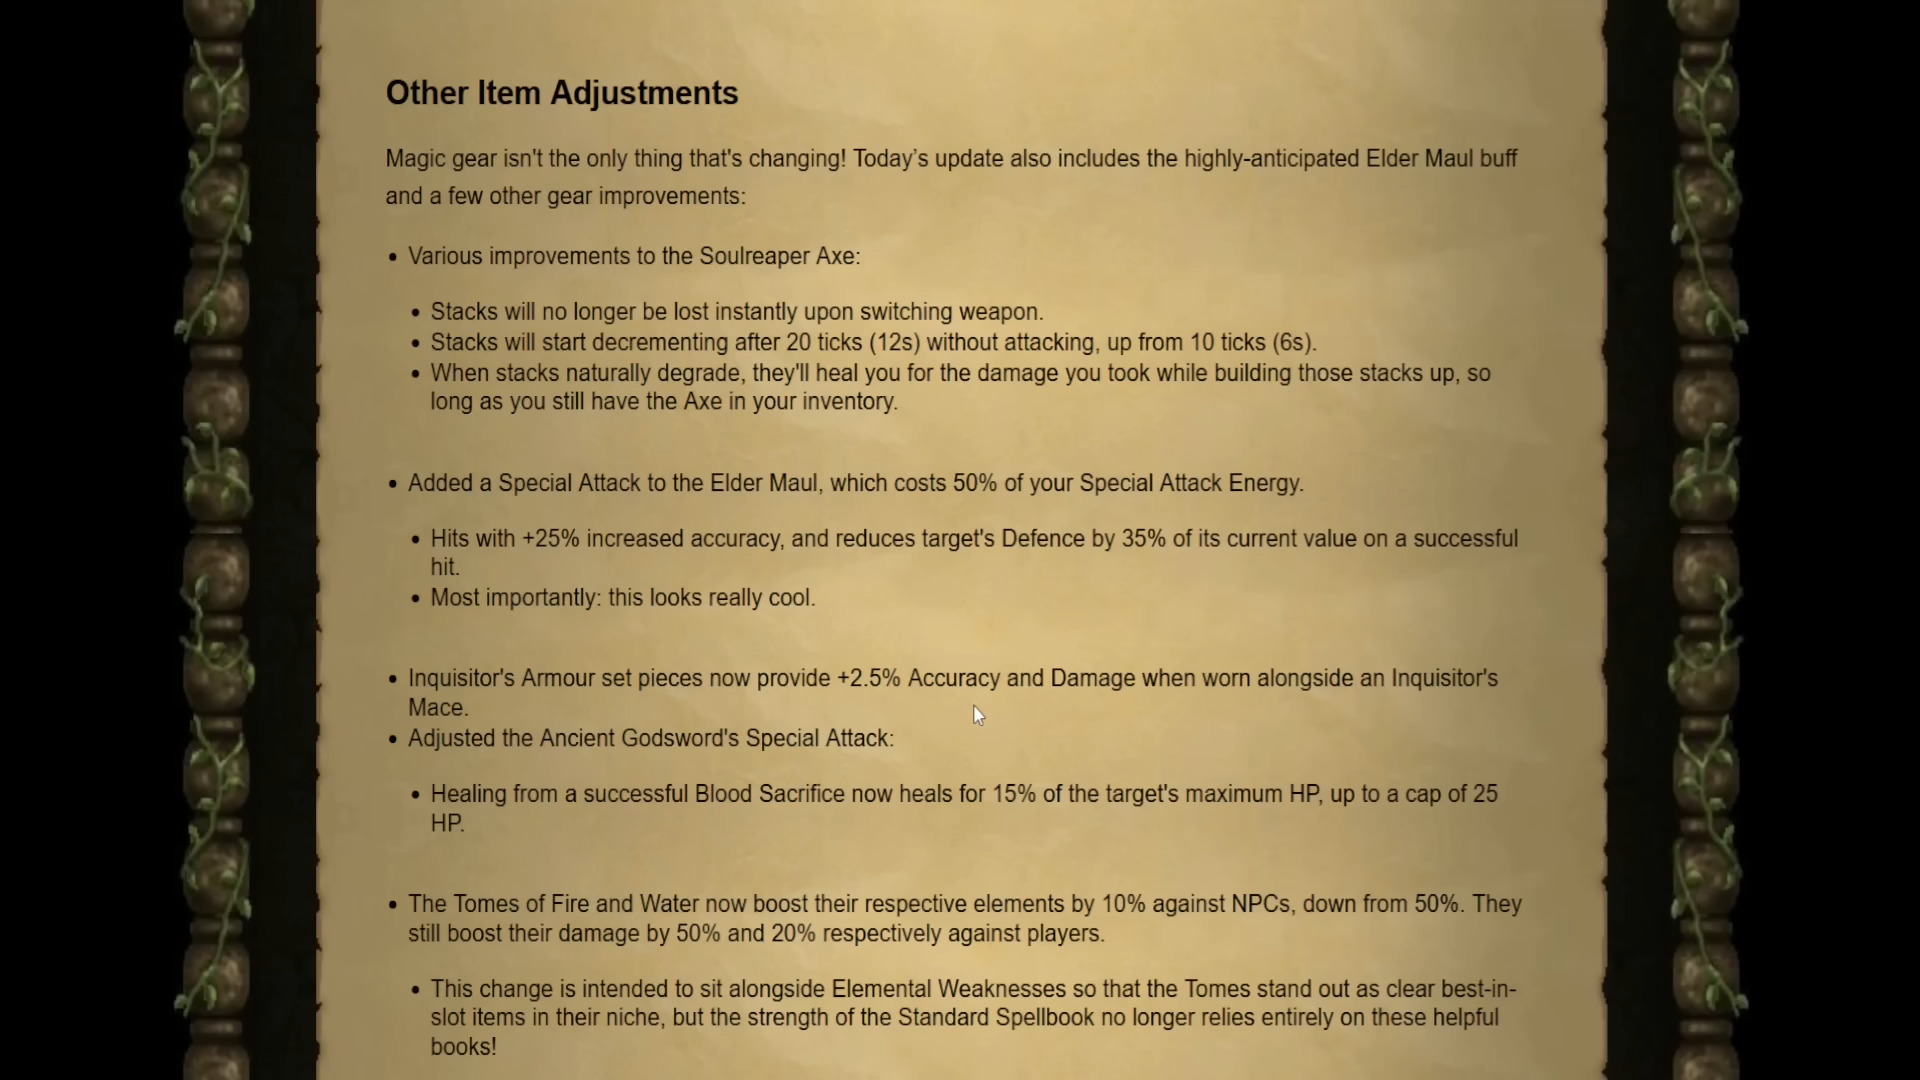 Other Item Adjustments
Magic gear isn't the only thing that's changing! Today’s update also includes the highly-anticipated Elder Maul buff
and a few other gear improvements:
• Various improvements to the Soulreaper Axe:
• Stacks will no longer be lost instantly upon switching weapon.
• Stacks will start decrementing after 20 ticks (12s) without attacking, up from 10 ticks (6s).
• When stacks naturally degrade, they'll heal you for the damage you took while building those stacks up, so
long as you still have the Axe in your inventory.
• Added a Special Attack to the Elder Maul, which costs 50% of your Special Attack Energy.
• Hits with +25% increased accuracy, and reduces target's Defence by 35% of its current value on a successful
hit.
• Most importantly: this looks really cool.
• Inquisitor's Armour set pieces now provide +2.5% Accuracy and Damage when worn alongside an Inquisitor's
Mace.
• Adjusted the Ancient Godsword's Special Attack:
• Healing from a successful Blood Sacrifice now heals for 15% of the target's maximum HP, up to a cap of 25
HP.
• The Tomes of Fire and Water now boost their respective elements by 10% against NPCs, down from 50%. They
still boost their damage by 50% and 20% respectively against players.
• This change is intended to sit alongside Elemental Weaknesses so that the Tomes stand out as clear best-in-
slot items in their niche, but the strength of the Standard Spellbook no longer relies entirely on these helpful
books!